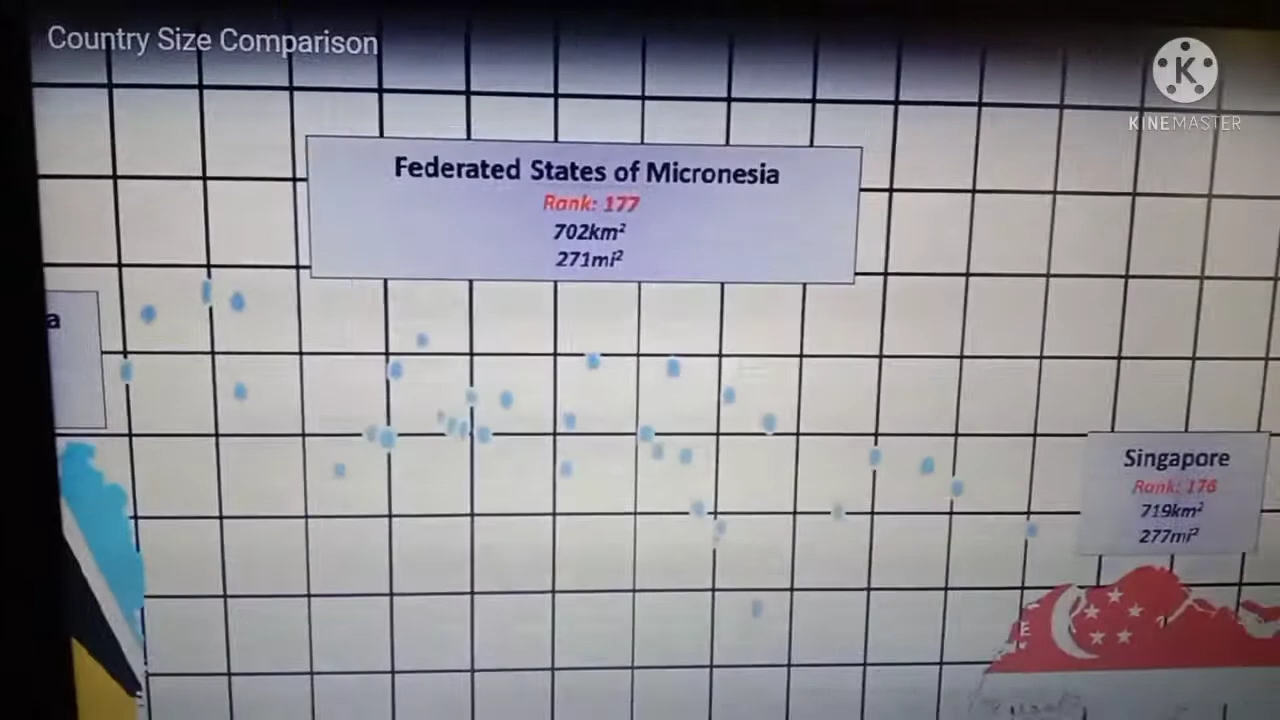 Country Size Comparison
K
KINEMASTER
Federated States of Micronesia
Rank: 177
702km²
271mi²
a
Singapore
Rank: 176
719km²
277mi²